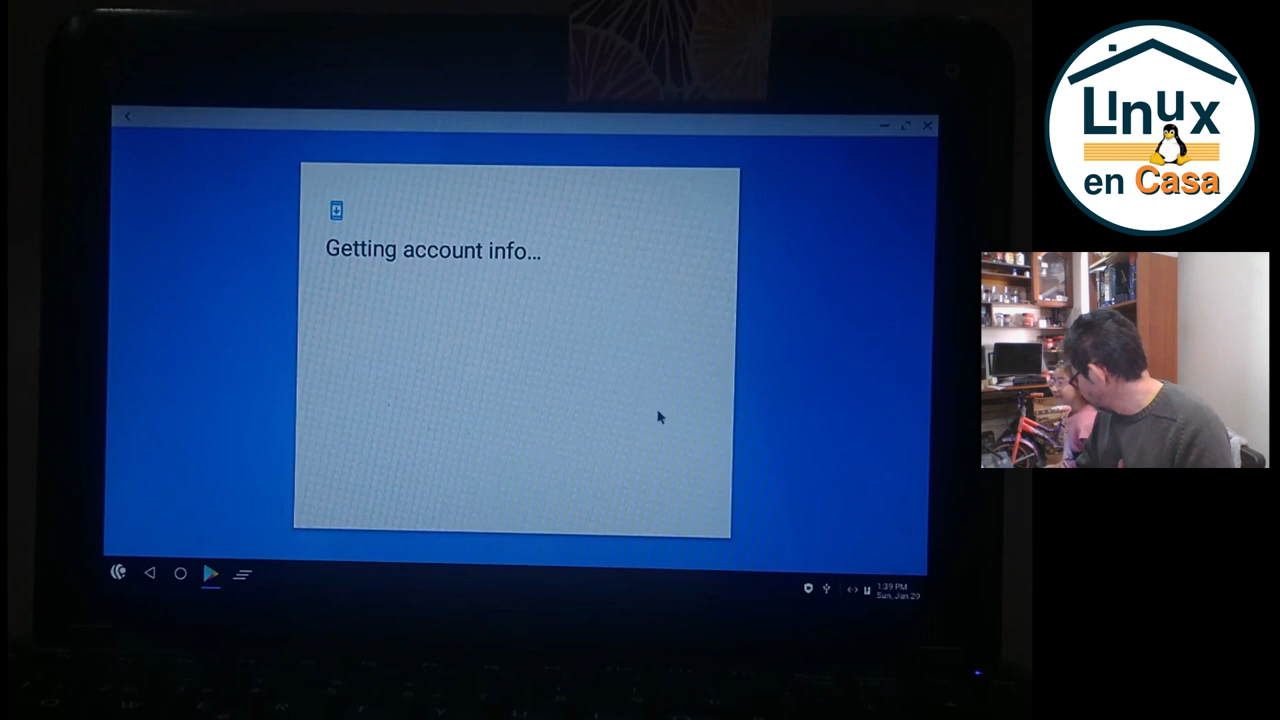 Getting account info...
1:39 PM
Sun, Jan 29
LInux
en Casa